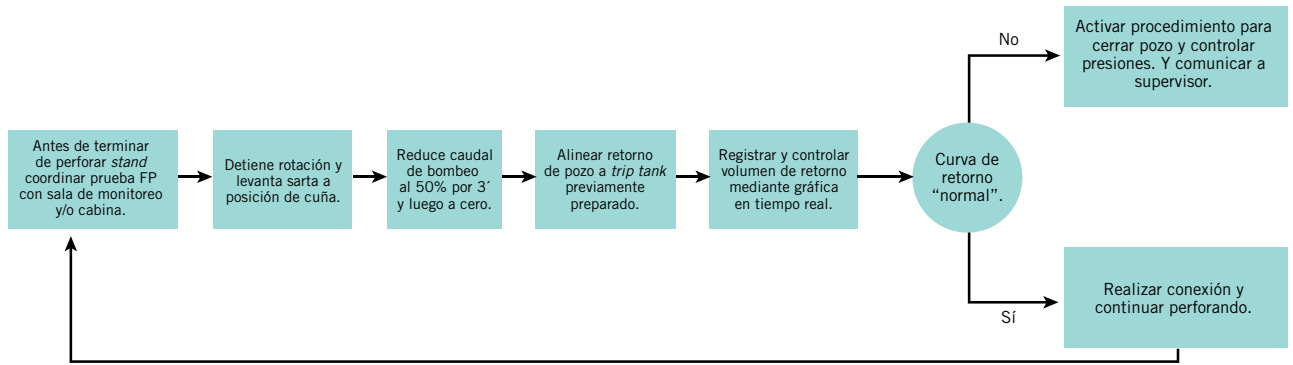 Antes de terminar
de perforar stand
coordinar prueba FP
con sala de monitoreo
y/o cabina.
Detiene rotación y
levanta sarta a
posición de cuña.
Reduce caudal
de bombeo
al 50% por 3´
y luego a cero.
Alinear retorno
de pozo a trip tank
previamente
preparado.
Registrar y controlar
volumen de retorno
mediante gráfica
en tiempo real.
Curva de
retorno
“normal”.
No
Activar procedimiento para
cerrar pozo y controlar
presiones. Y comunicar a
supervisor.
Sí
Realizar conexión y
continuar perforando.